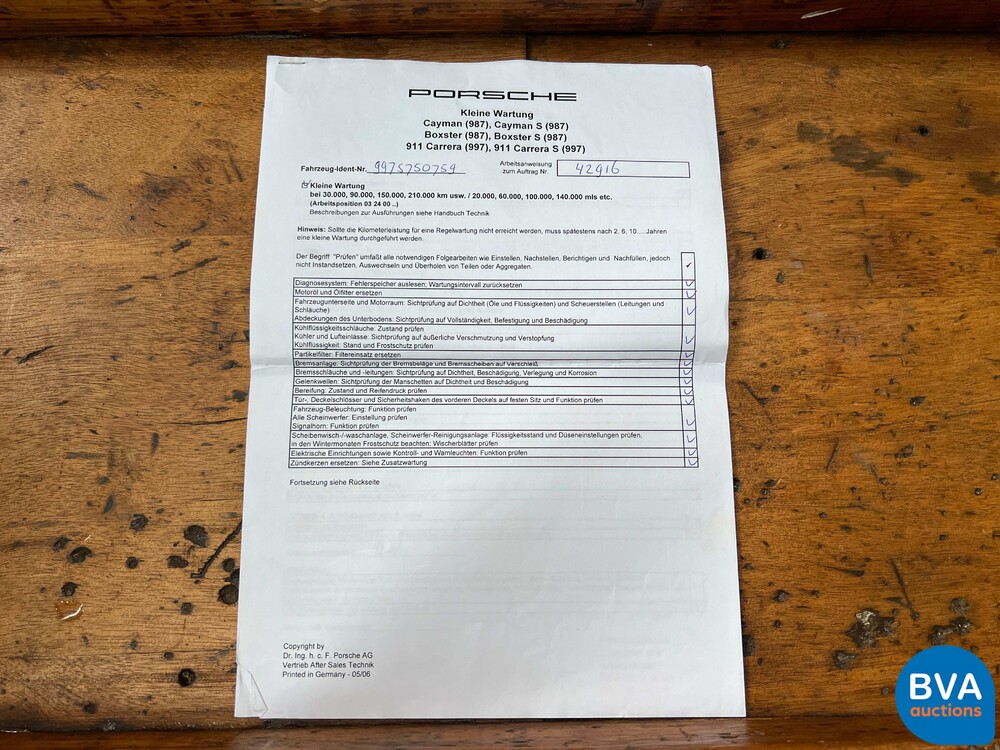 PORSCHE
Kleine Wartung
Cayman (987), Cayman S (987)
Boxster (987), Boxster S (987)
911 Carrera (997), 911 Carrera S (997)
Fahrzeug-Ident-Nr. 997S750759
Arbeitsanweisung
zum Auftrag Nr. 42916
Kleine Wartung
bei 30.000, 90.000, 150.000, 210.000 km usw. / 20.000, 60.000, 100.000, 140.000 mls etc.
(Arbeitsposition 03 24 00 ..)
Beschreibungen zur Ausführungen siehe Handbuch Technik
Hinweis: Sollte die Kilometerleistung für eine Regelwartung nicht erreicht werden, muss spätestens nach 2, 6, 10 ... Jahren
eine kleine Wartung durchgeführt werden.
Der Begriff "Prüfen" umfaßt alle notwendigen Folgearbeiten wie Einstellen, Nachstellen, Berichtigen und Nachfüllen, jedoch
nicht Instandsetzen, Auswechseln und Überholen von Teilen oder Aggregaten.
Diagnosesystem: Fehlerspeicher auslesen; Wartungsintervall zurücksetzen
Motoröl und Ölfilter ersetzen
Fahrzeugunterseite und Motorraum: Sichtprüfung auf Dichtheit (Öle und Flüssigkeiten) und Scheuerstellen (Leitungen und
Schläuche)
Abdeckungen des Unterbodens: Sichtprüfung auf Vollständigkeit, Befestigung und Beschädigung
Kühlflüssigkeitsschläuche: Zustand prüfen
Kühler und Lufteinlässe: Sichtprüfung auf äußerliche Verschmutzung und Verstopfung
Kühlflüssigkeit: Stand und Frostschutz prüfen
Partikelfilter: Filtereinsatz ersetzen
Bremsanlage: Sichtprüfung der Bremsbeläge und Bremsscheiben auf Verschleiß
Bremsschläuche und -leitungen: Sichtprüfung auf Dichtheit, Beschädigung, Verlegung und Korrosion
Gelenkwellen: Sichtprüfung der Manschetten auf Dichtheit und Beschädigung
Bereifung: Zustand und Reifendruck prüfen
Tür-, Deckelschlösser und Sicherheitshaken des vorderen Deckels auf festen Sitz und Funktion prüfen
Fahrzeug-Beleuchtung: Funktion prüfen
Alle Scheinwerfer: Einstellung prüfen
Signalhorn: Funktion prüfen
Scheibenwisch-/-waschanlage, Scheinwerfer-Reinigungsanlage: Flüssigkeitsstand und Düseneinstellungen prüfen,
in den Wintermonaten Frostschutz beachten; Wischerblätter prüfen
Elektrische Einrichtungen sowie Kontroll- und Warnleuchten: Funktion prüfen
Zündkerzen ersetzen: Siehe Zusatzwartung
Fortsetzung siehe Rückseite
Copyright by
Dr. Ing. h. c. F. Porsche AG
Vertrieb After Sales Technik
Printed in Germany - 05/06
BVA
auctions